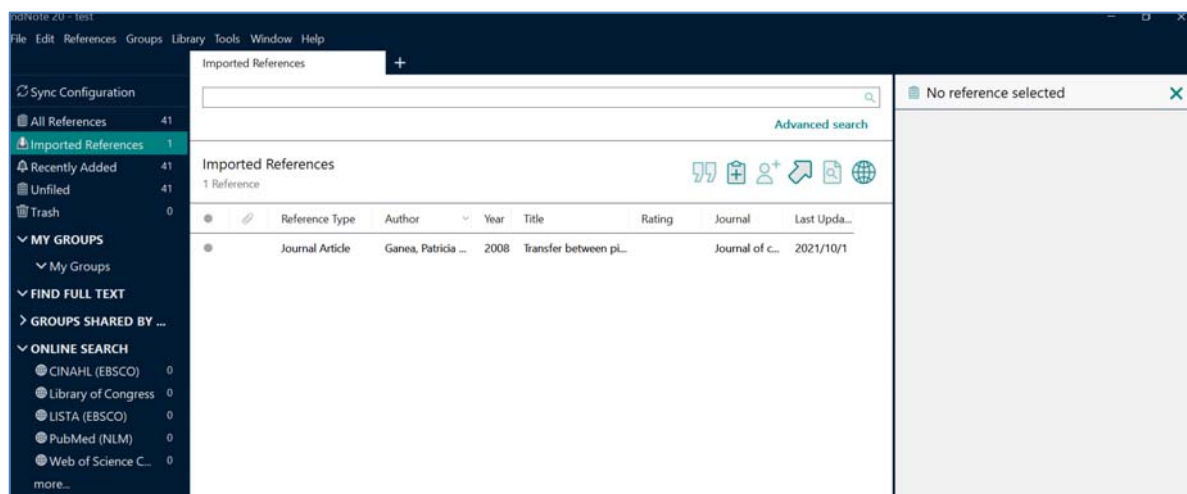 ndNote 20 - test
File Edit References Groups Library Tools Window Help
Imported References
Sync Configuration
All References 41
Imported References 1
Recently Added 41
Unfiled 41
Trash 0
MY GROUPS
My Groups
FIND FULL TEXT
GROUPS SHARED BY ...
ONLINE SEARCH
CINAHL (EBSCO) 0
Library of Congress 0
LISTA (EBSCO) 0
PubMed (NLM) 0
Web of Science C... 0
more...
Advanced search
Imported References
1 Reference
Reference Type Author Year Title Rating Journal Last Upda...
Journal Article Ganea, Patricia ... 2008 Transfer between pi... Journal of c... 2021/10/1
No reference selected